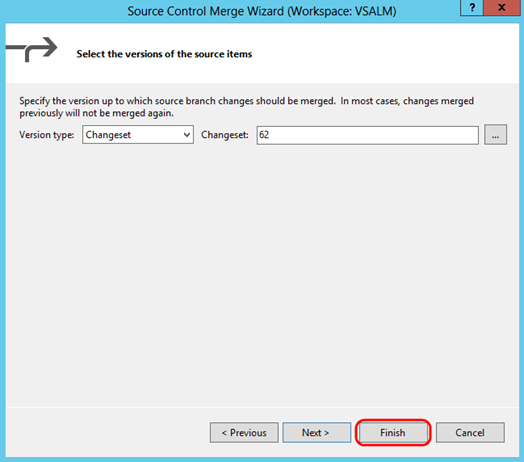 Source Control Merge Wizard (Workspace: VSALM)
? x
Select the versions of the source items
Specify the version up to which source branch changes should be merged.  In most cases, changes merged
previously will not be merged again.
Version type: Changeset Changeset: 62 ...
< Previous Next > Finish Cancel